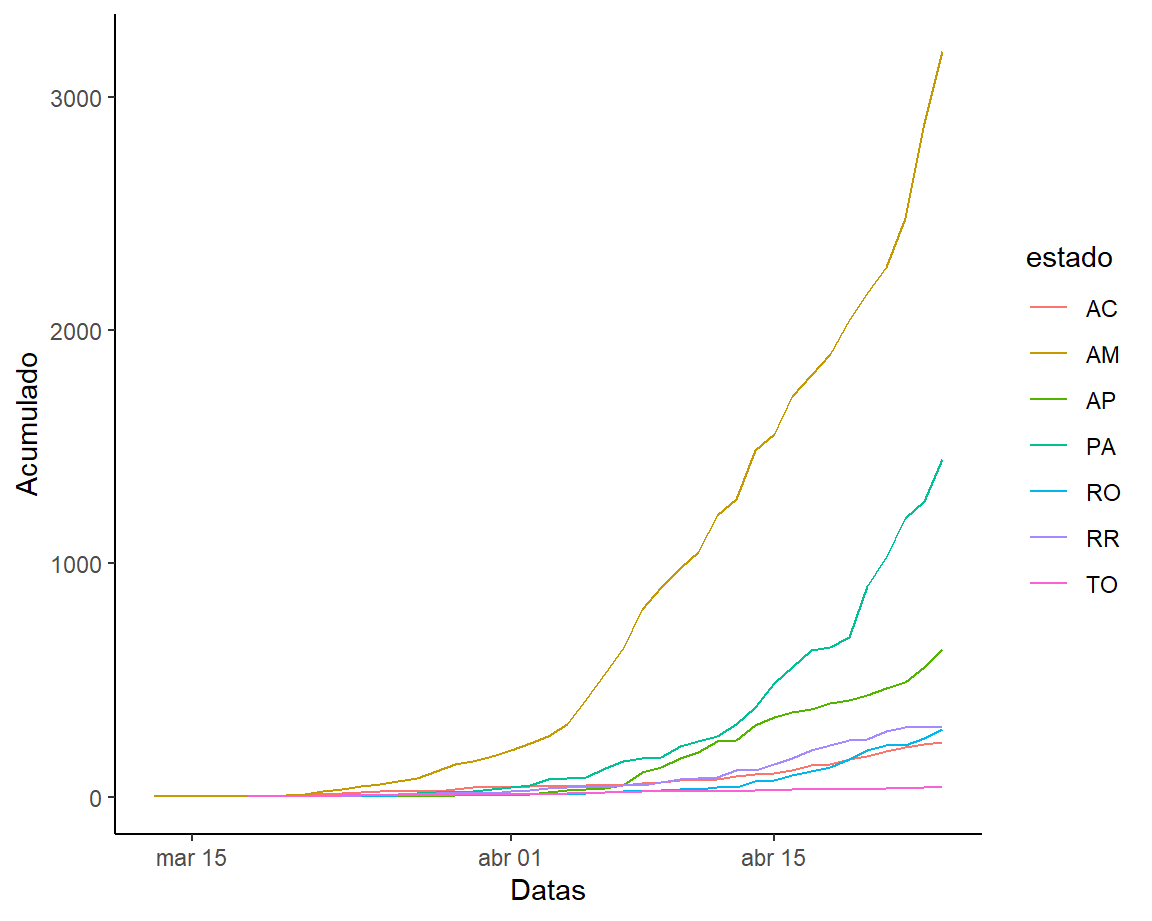 3000
2000
1000
0
Acumulado
mar 15
abr 01
abr 15
Datas
estado
AC
AM
AP
PA
RO
RR
TO